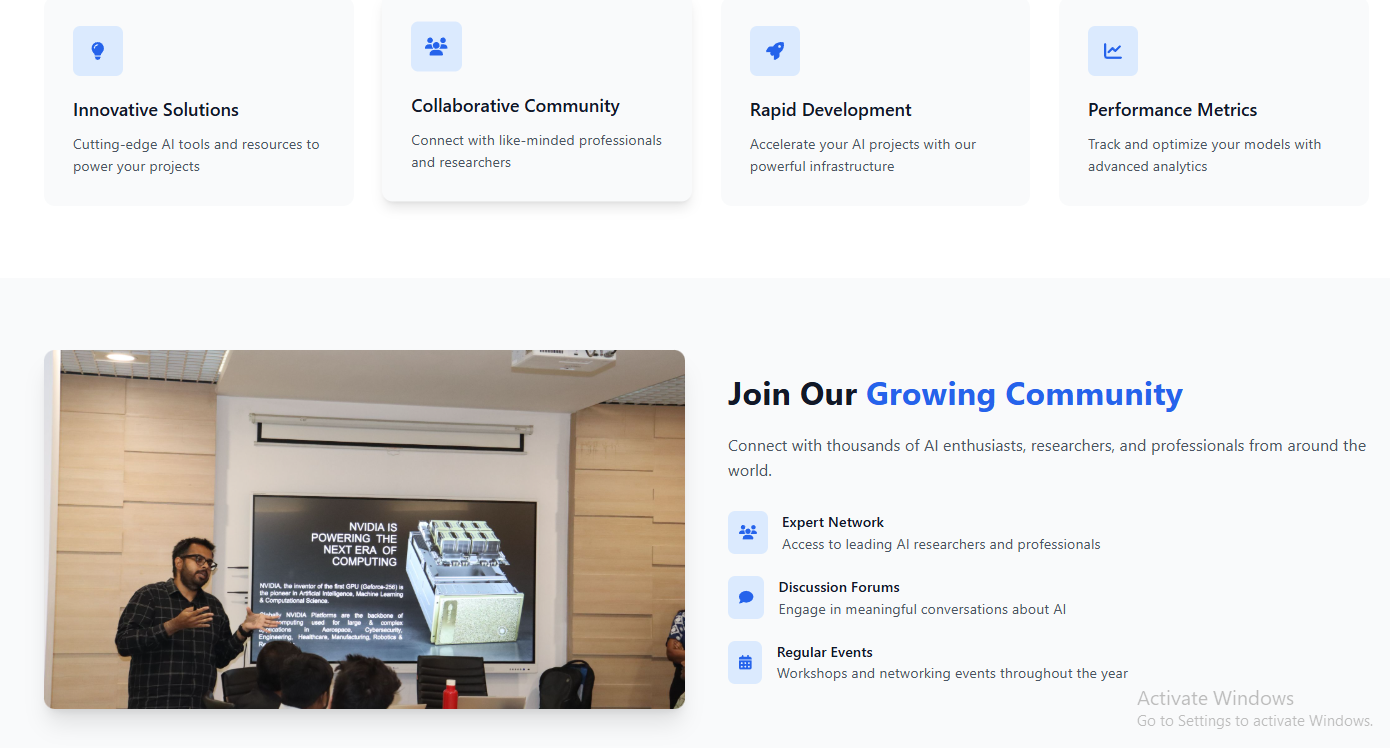 Innovative Solutions
Cutting-edge AI tools and resources to
power your projects
Collaborative Community
Connect with like-minded professionals
and researchers
Rapid Development
Accelerate your AI projects with our
powerful infrastructure
Performance Metrics
Track and optimize your models with
advanced analytics
NVIDIA IS
POWERING THE
NEXT ERA OF
COMPUTING
NVIDIA, the inventor of the first GPU (Geforce-256) is
the pioneer in Artificial Intelligence, Machine Learning
& Computational Science.
NVIDIA Platforms are the backbone of
computing used for large & complex
in Aerospace, Cybersecurity,
Engineering, Healthcare, Manufacturing, Robotics &
Join Our Growing Community
Connect with thousands of AI enthusiasts, researchers, and professionals from around the
world.
Expert Network
Access to leading AI researchers and professionals
Discussion Forums
Engage in meaningful conversations about AI
Regular Events
Workshops and networking events throughout the year
Activate Windows
Go to Settings to activate Windows.